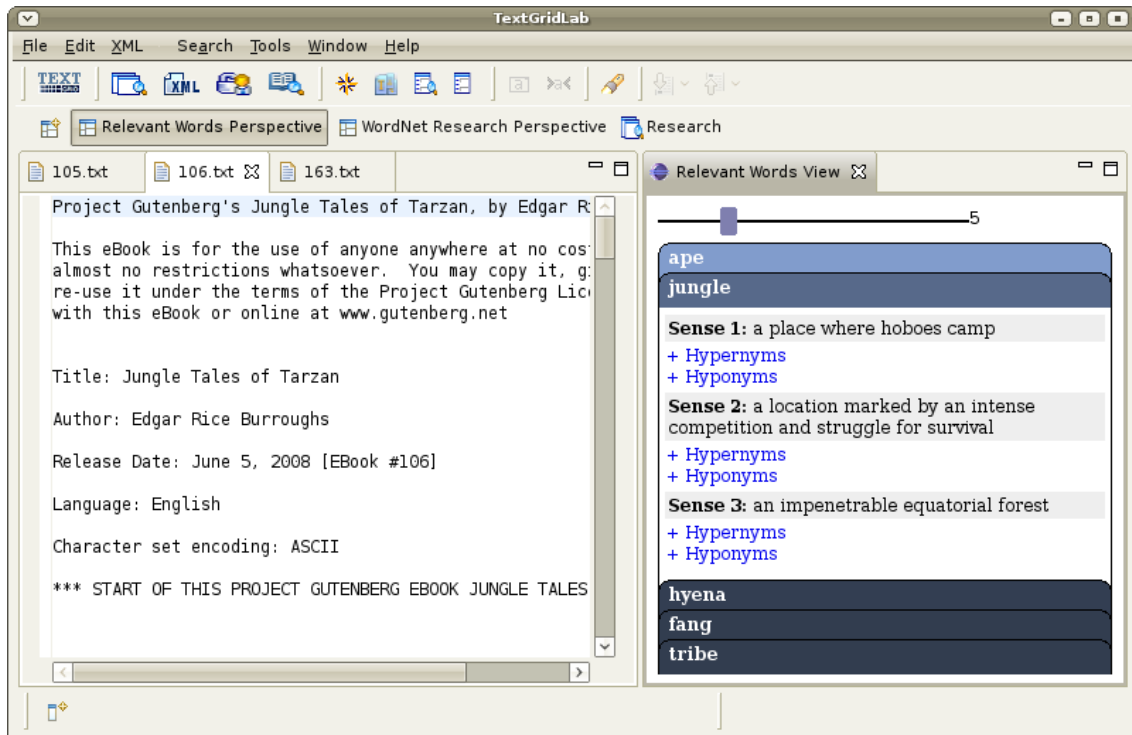 TextGridLab
File Edit XML Search Tools Window Help
TEXT
XML
a a
Relevant Words Perspective WordNet Research Perspective Research
105.txt 106.txt 163.txt
Project Gutenberg's Jungle Tales of Tarzan, by Edgar R
This eBook is for the use of anyone anywhere at no cos
almost no restrictions whatsoever. You may copy it, g
re-use it under the terms of the Project Gutenberg Lic
with this eBook or online at www.gutenberg.net
Title: Jungle Tales of Tarzan
Author: Edgar Rice Burroughs
Release Date: June 5, 2008 [EBook #106]
Language: English
Character set encoding: ASCII
*** START OF THIS PROJECT GUTENBERG EBOOK JUNGLE TALES
Relevant Words View
5
ape
jungle
Sense 1: a place where hoboes camp
+ Hypernyms
+ Hyponyms
Sense 2: a location marked by an intense
competition and struggle for survival
+ Hypernyms
+ Hyponyms
Sense 3: an impenetrable equatorial forest
+ Hypernyms
+ Hyponyms
hyena
fang
tribe